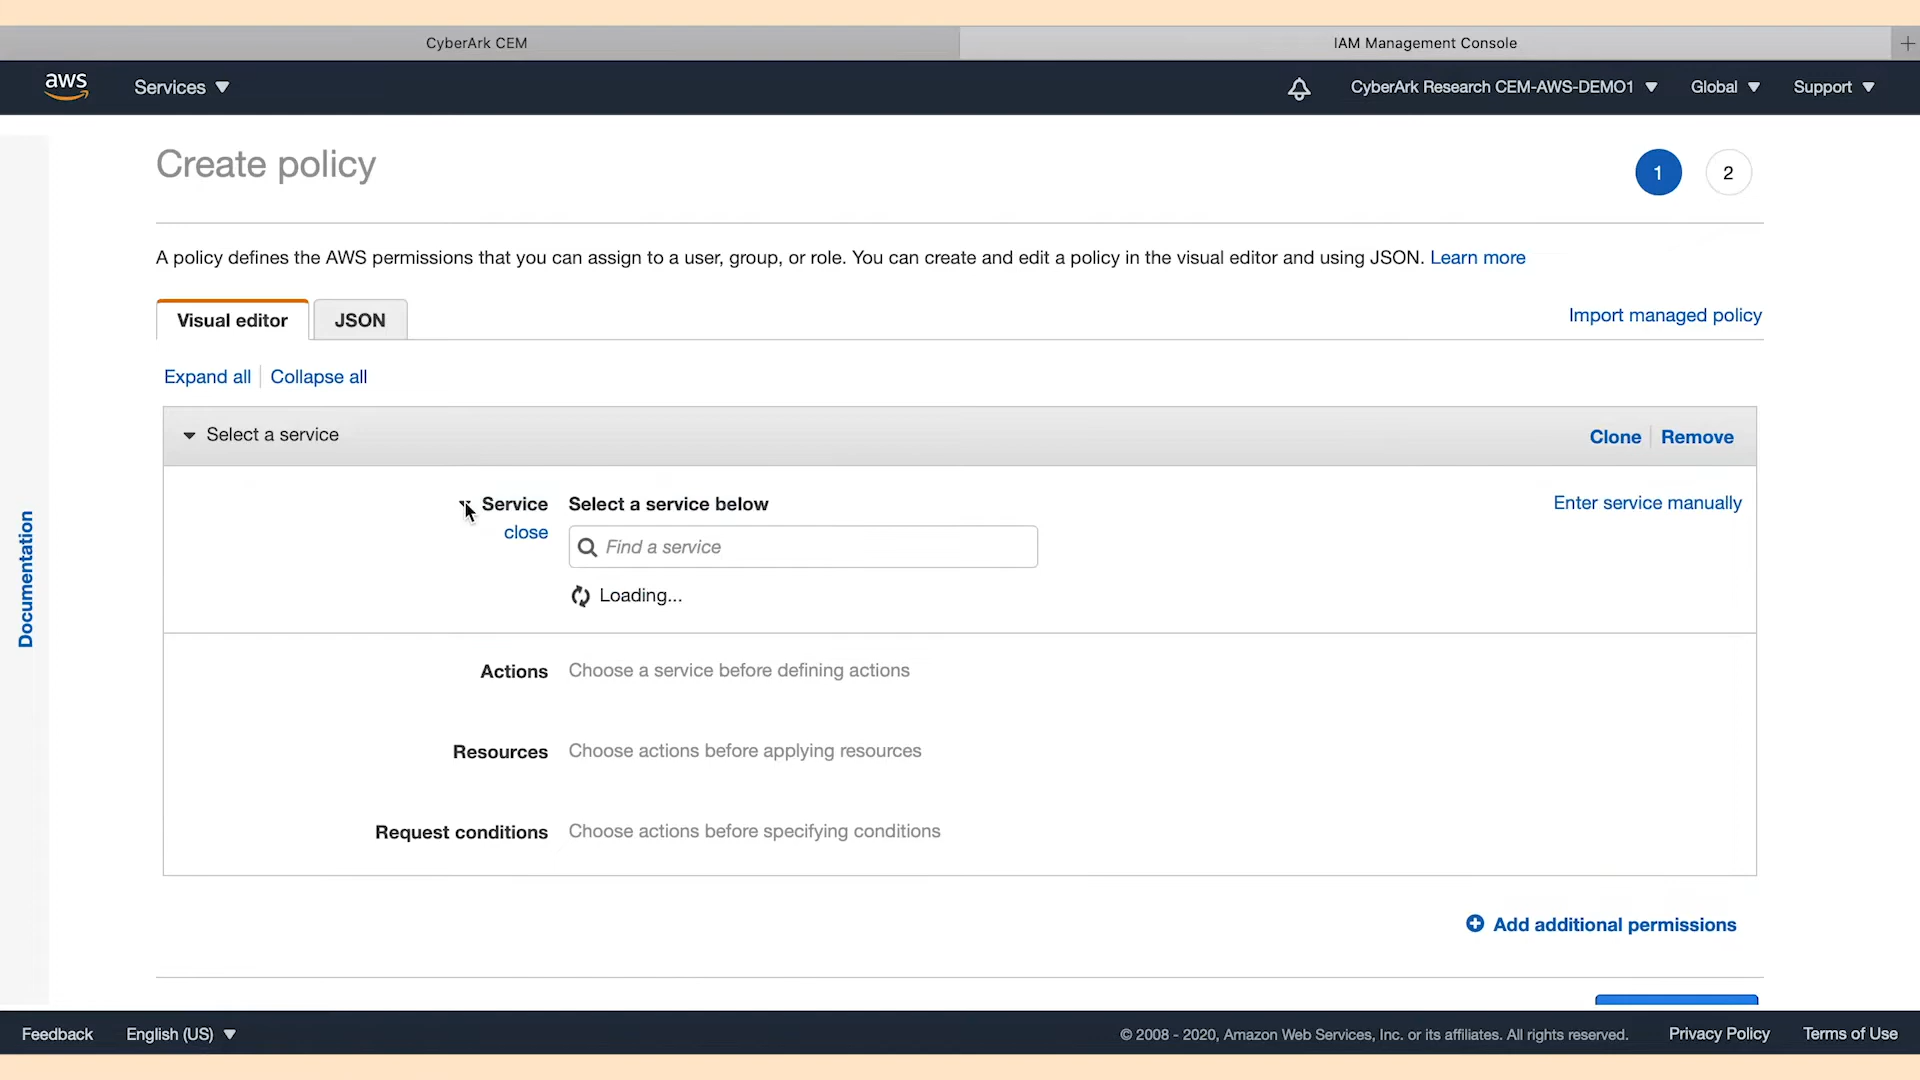 CyberArk CEM
IAM Management Console
aws
Services
CyberArk Research CEM-AWS-DEMO1
Global
Support
Create policy
1
2
A policy defines the AWS permissions that you can assign to a user, group, or role. You can create and edit a policy in the visual editor and using JSON. Learn more
Visual editor
JSON
Import managed policy
Expand all
Collapse all
Select a service
Clone
Remove
Service
Select a service below
Enter service manually
close
Find a service
Loading...
Actions
Choose a service before defining actions
Resources
Choose actions before applying resources
Request conditions
Choose actions before specifying conditions
Add additional permissions
Documentation
Feedback
English (US)
© 2008 - 2020, Amazon Web Services, Inc. or its affiliates. All rights reserved.
Privacy Policy
Terms of Use